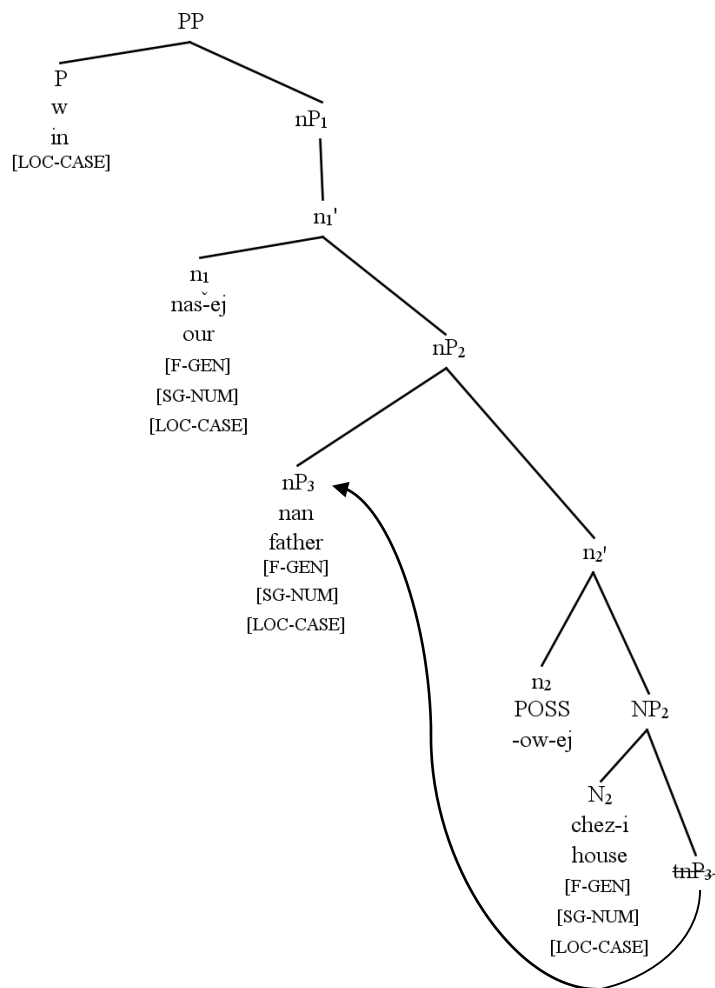 PP
P
w
in
[LOC-CASE]
nP₁
n₁'
n₁
naš-ej
our
[F-GEN]
[SG-NUM]
[LOC-CASE]
nP₂
nP₃
nan
father
[F-GEN]
[SG-NUM]
[LOC-CASE]
n₂'
n₂
POSS
-ow-ej
NP₂
N₂
chez-i
house
[F-GEN]
[SG-NUM]
[LOC-CASE]
tnP₃